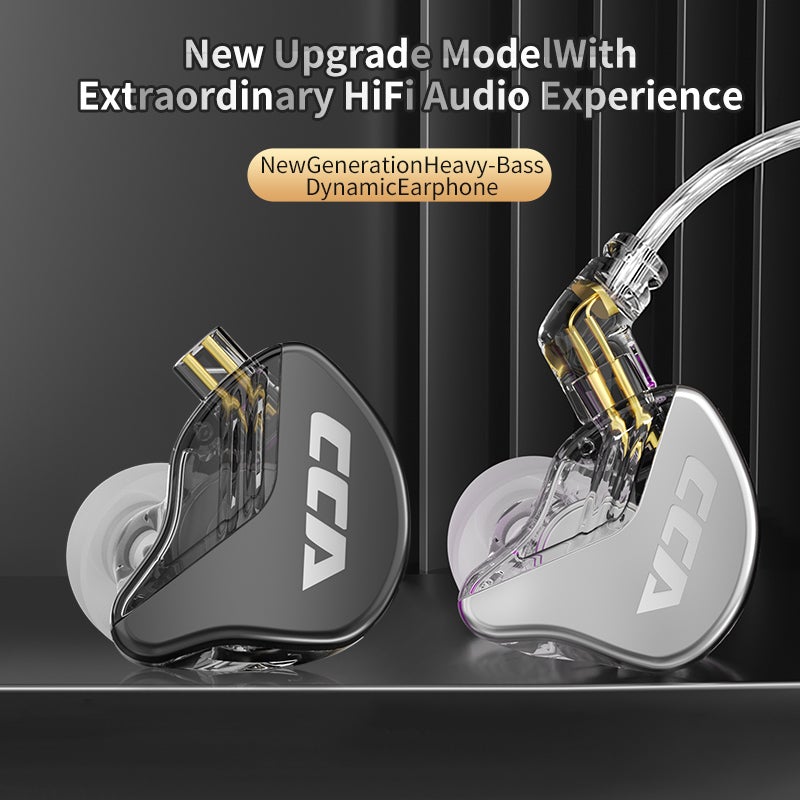 New Upgrade ModelWith
Extraordinary HiFi Audio Experience
NewGenerationHeavy-Bass
DynamicEarphone
CCA
CCA